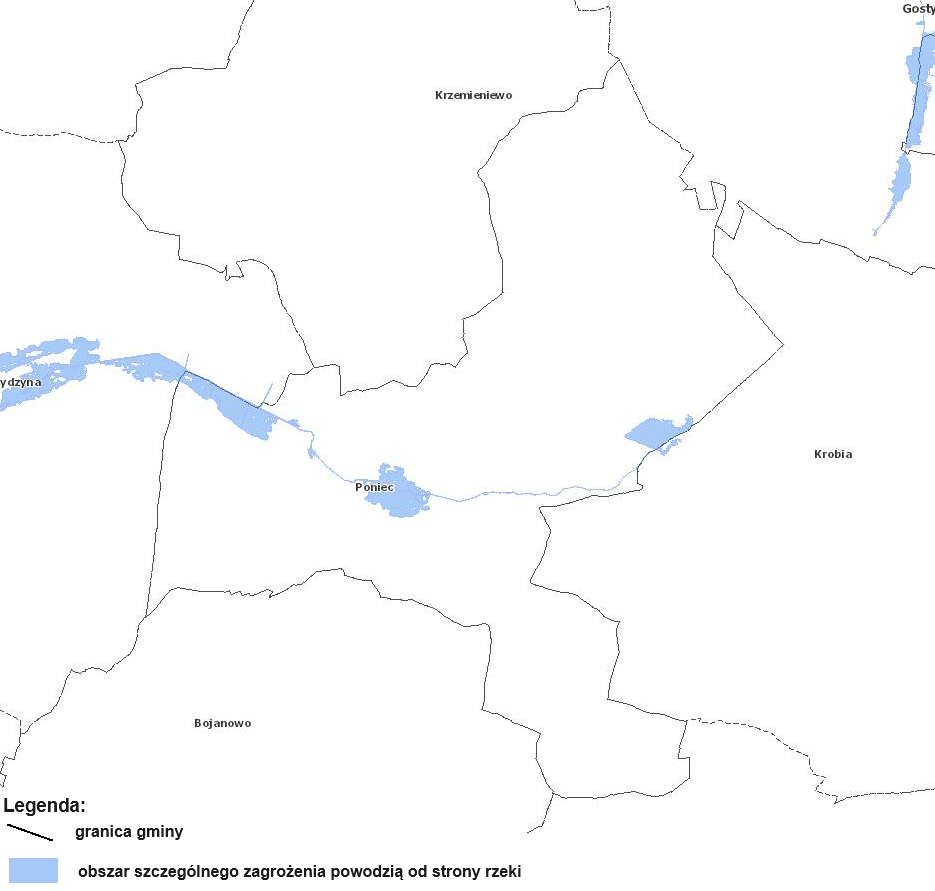 Gosty
Krzemieniewo
ydzyna
Krobia
Poniec
Bojanowo
Legenda:
granica gminy
obszar szczególnego zagrożenia powodzią od strony rzeki